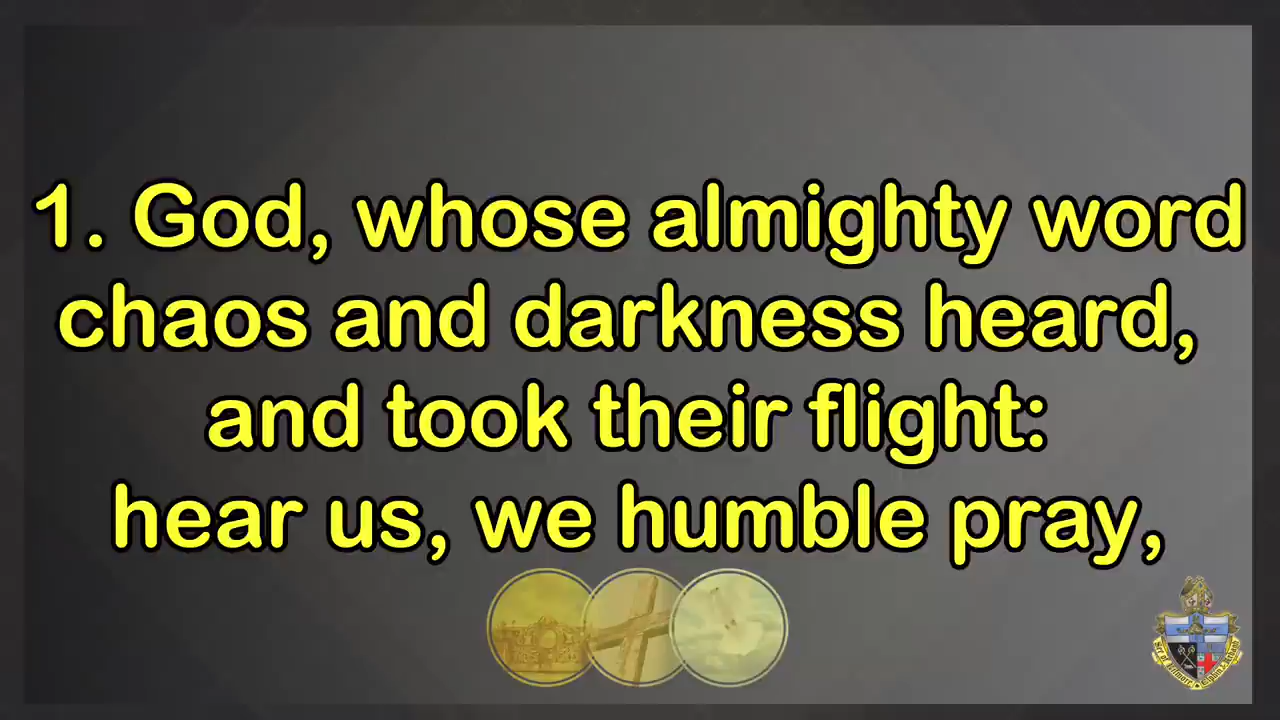 1. God, whose almighty word
chaos and darkness heard,
and took their flight:
hear us, we humble pray,